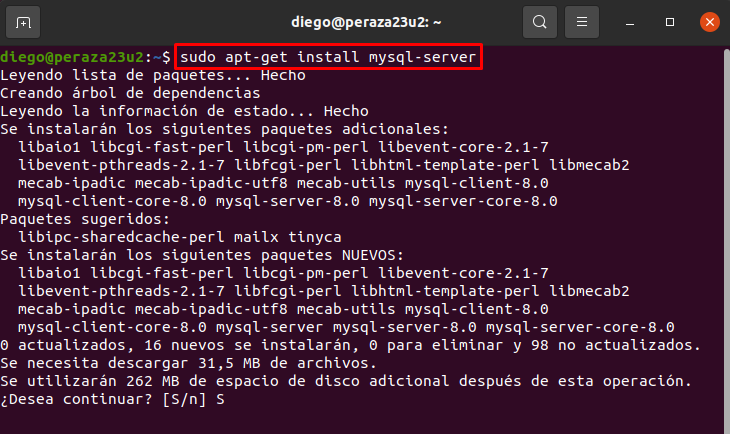 diego@peraza23u2: ~
diego@peraza23u2:~$ sudo apt-get install mysql-server
Leyendo lista de paquetes... Hecho
Creando árbol de dependencias
Leyendo la información de estado... Hecho
Se instalarán los siguientes paquetes adicionales:
  libaio1 libcgi-fast-perl libcgi-pm-perl libevent-core-2.1-7
  libevent-pthreads-2.1-7 libfcgi-perl libhtml-template-perl libmecab2
  mecab-ipadic mecab-ipadic-utf8 mecab-utils mysql-client-8.0
  mysql-client-core-8.0 mysql-server-8.0 mysql-server-core-8.0
Paquetes sugeridos:
  libipc-sharedcache-perl mailx tinyca
Se instalarán los siguientes paquetes NUEVOS:
  libaio1 libcgi-fast-perl libcgi-pm-perl libevent-core-2.1-7
  libevent-pthreads-2.1-7 libfcgi-perl libhtml-template-perl libmecab2
  mecab-ipadic mecab-ipadic-utf8 mecab-utils mysql-client-8.0
  mysql-client-core-8.0 mysql-server mysql-server-8.0 mysql-server-core-8.0
0 actualizados, 16 nuevos se instalarán, 0 para eliminar y 98 no actualizados.
Se necesita descargar 31,5 MB de archivos.
Se utilizarán 262 MB de espacio de disco adicional después de esta operación.
¿Desea continuar? [S/n] S